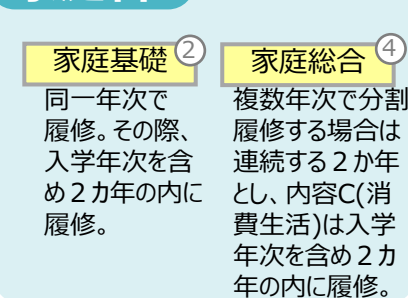 家庭基礎②
同一年次で
履修。その際、
入学年次を含
め２カ年の内に
履修。
家庭総合④
複数年次で分割
履修する場合は
連続する２か年
とし、内容C(消
費生活)は入学
年次を含め２カ
年の内に履修。